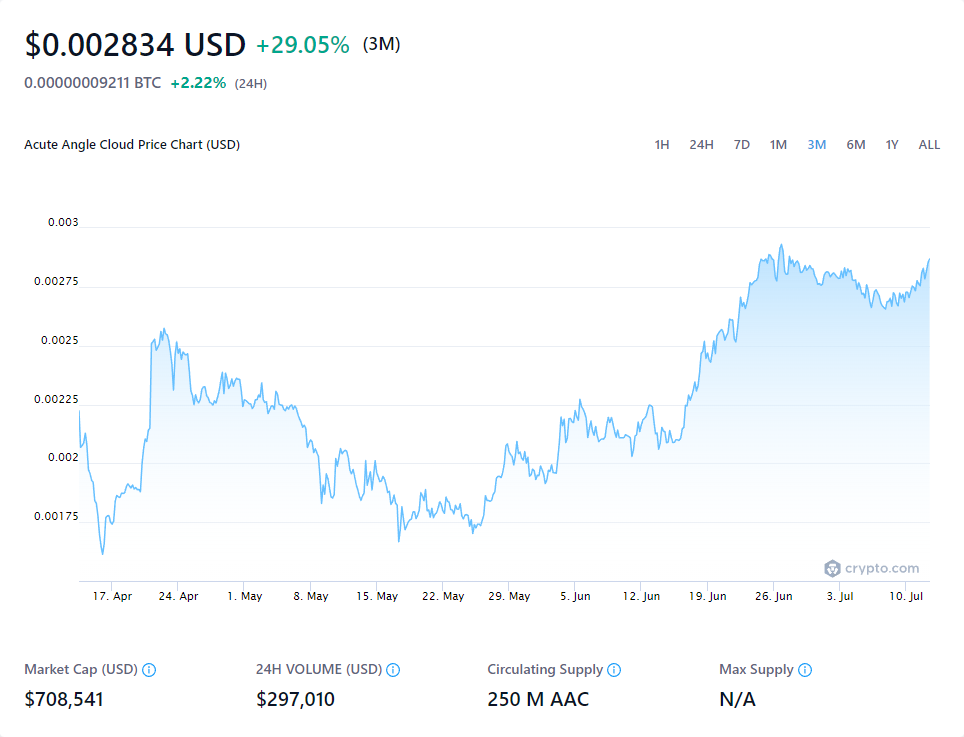 $0.002834 USD +29.05% (3M)
0.00000009211 BTC +2.22% (24H)
Acute Angle Cloud Price Chart (USD) 1H 24H 7D 1M 3M 6M 1Y ALL
0.003
0.00275
0.0025
0.00225
0.002
0.00175
crypto.com
17. Apr 24. Apr 1. May 8. May 15. May 22. May 29. May 5. Jun 12. Jun 19. Jun 26. Jun 3. Jul 10. Jul
Market Cap (USD) 24H VOLUME (USD) Circulating Supply Max Supply
$708,541 $297,010 250 M AAC N/A